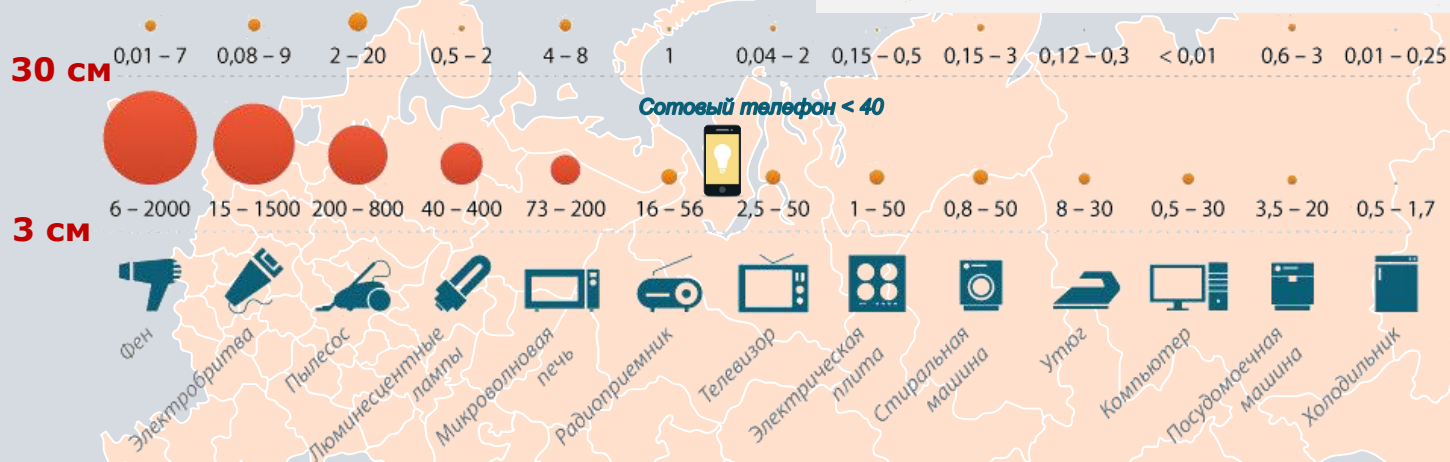 0,01 – 7 0,08 – 9 2 – 20 0,5 – 2 4 – 8 1 0,04 – 2 0,15 – 0,5 0,15 – 3 0,12 – 0,3 < 0,01 0,6 – 3 0,01 – 0,25
30 см
Сотовый телефон < 40
6 – 2000 15 – 1500 200 – 800 40 – 400 73 – 200 16 – 56 2,5 – 50 1 – 50 0,8 – 50 8 – 30 0,5 – 30 3,5 – 20 0,5 – 1,7
3 см
Фен
Электробритва
Пылесос
Люминесцентные
лампы
Микроволновая
печь
Радиоприемник
Телевизор
Электрическая
плита
Стиральная
машина
Утюг
Компьютер
Посудомоечная
машина
Холодильник